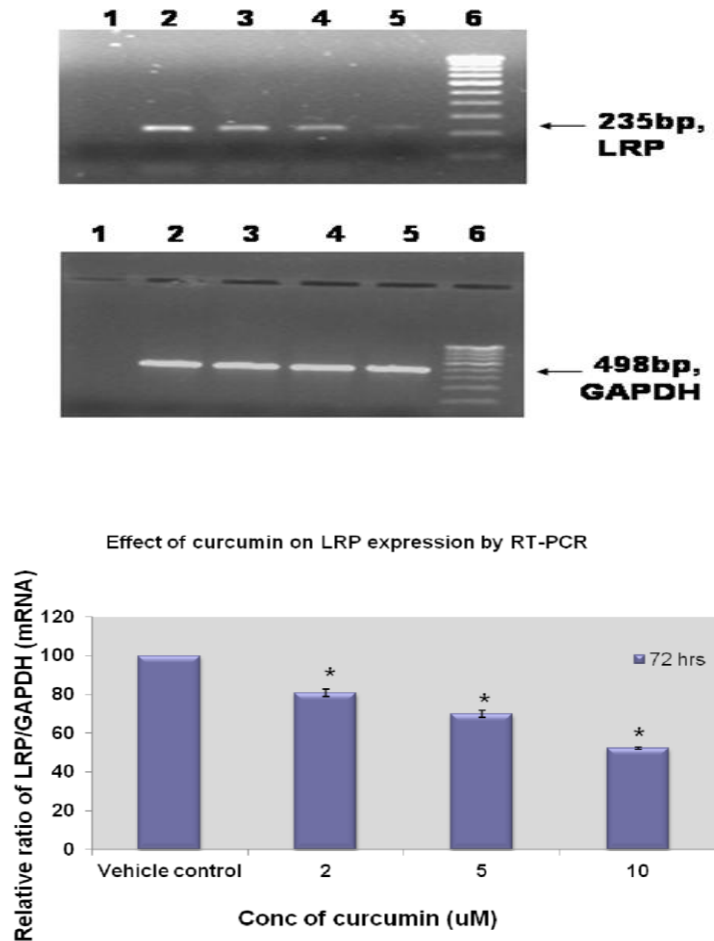 1 2 3 4 5 6
235bp,
LRP
1 2 3 4 5 6
498bp,
GAPDH
Effect of curcumin on LRP expression by RT-PCR
Relative ratio of LRP/GAPDH (mRNA)
120
100
80
60
40
20
0
* * *
72 hrs
Vehicle control 2 5 10
Conc of curcumin (uM)